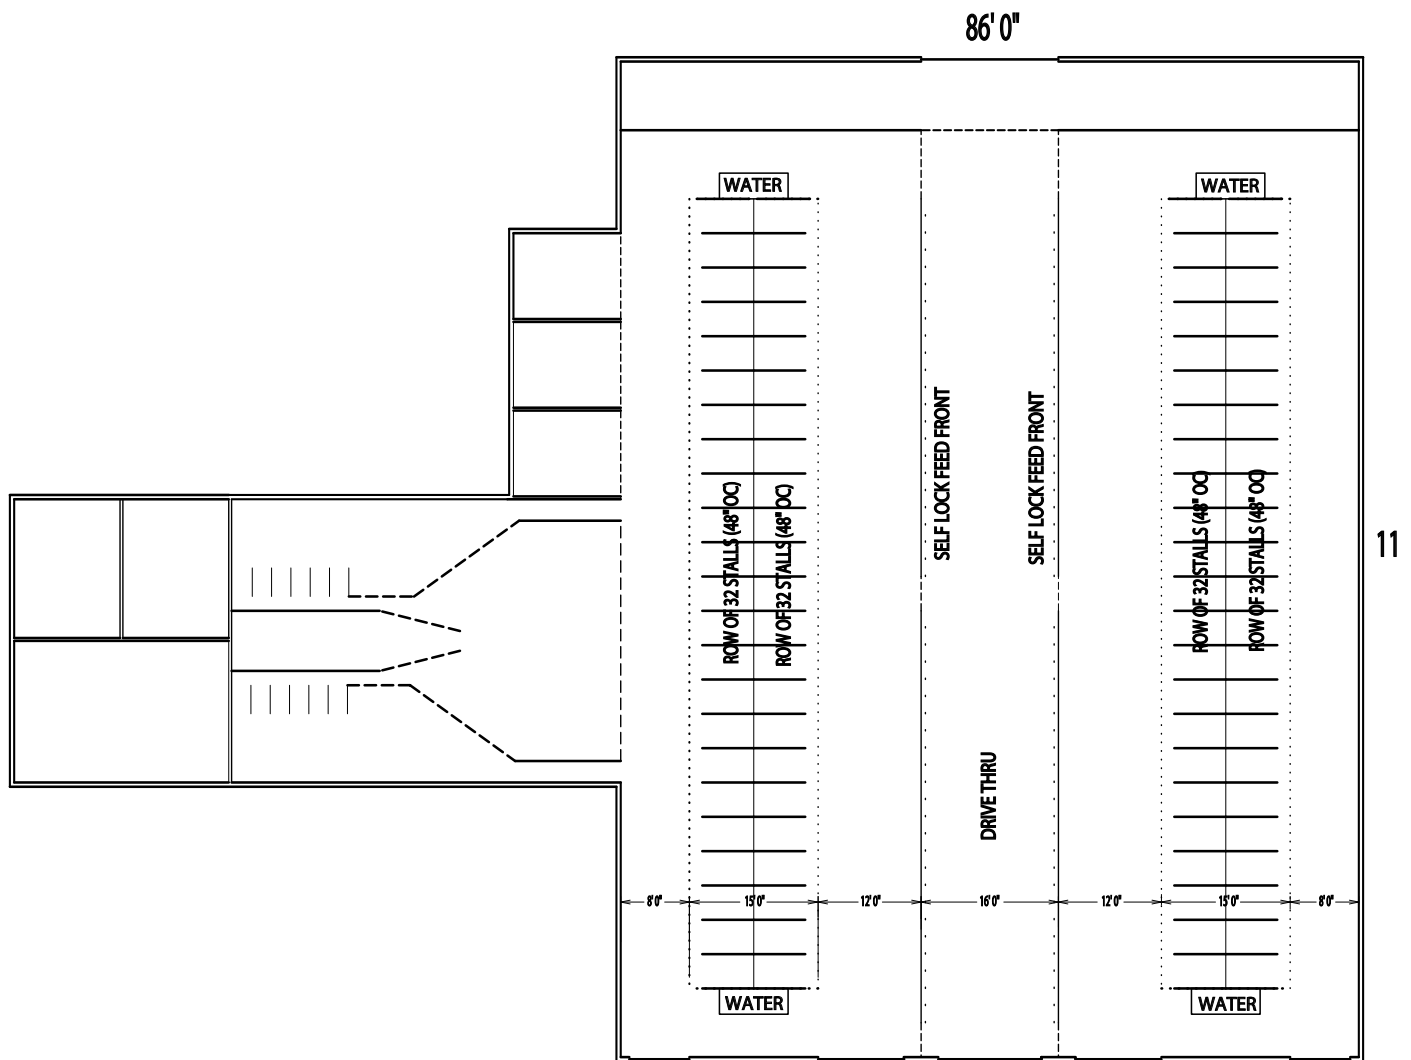 86' 0"
WATER
WATER
SELF LOCK FEED FRONT
SELF LOCK FEED FRONT
ROW OF 32 STALLS (48" OC)
ROW OF 32 STALLS (48" OC)
ROW OF 32 STALLS (48" OC)
ROW OF 32 STALLS (48" OC)
11
DRIVE THRU
8'0"
15'0"
12'0"
16'0"
12'0"
15'0"
8'0"
WATER
WATER